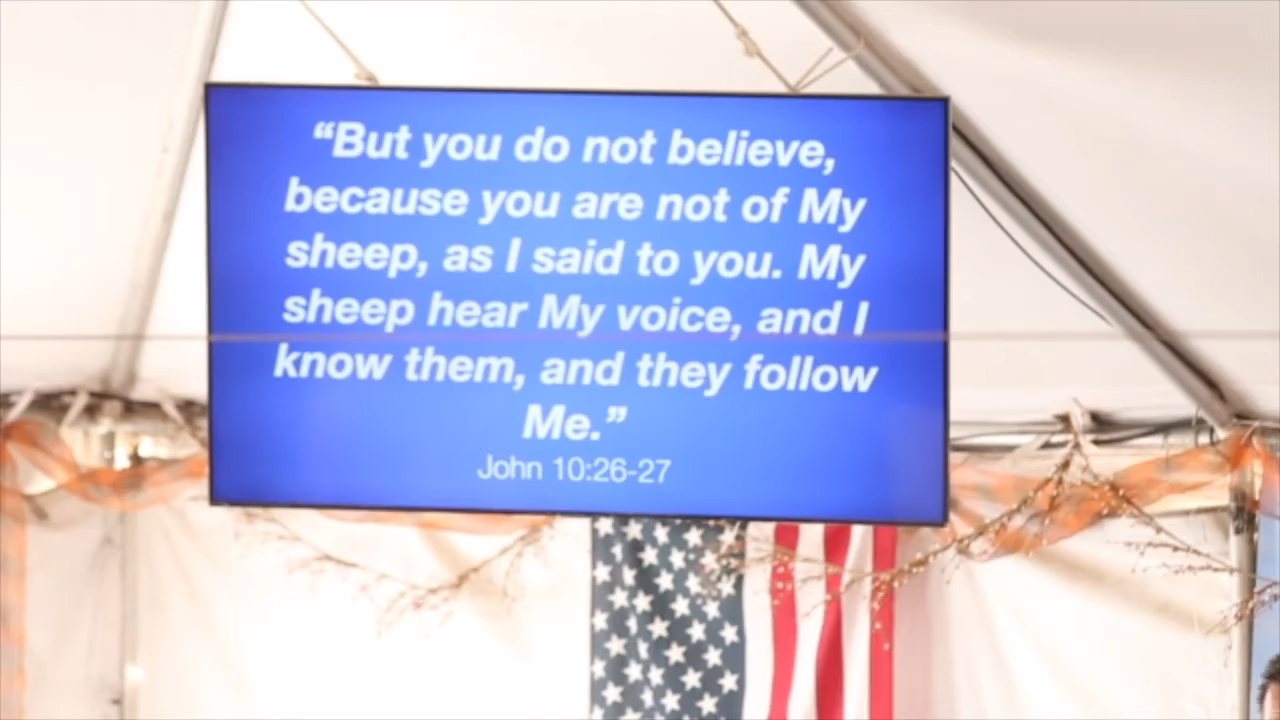 “But you do not believe,
because you are not of My
sheep, as I said to you. My
sheep hear My voice, and I
know them, and they follow
Me.”
John 10:26-27